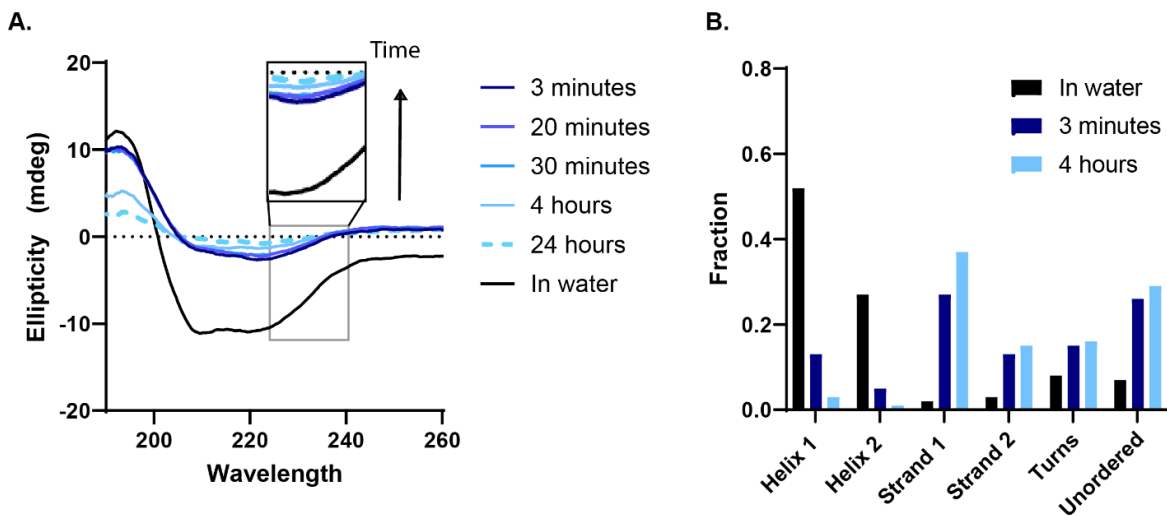 A.
B.
Time
20
10
0
-10
-20
Ellipticity (mdeg)
200
220
240
260
Wavelength
3 minutes
20 minutes
30 minutes
4 hours
24 hours
In water
0.8
0.6
0.4
0.2
0.0
Fraction
In water
3 minutes
4 hours
Helix 1
Helix 2
Strand 1
Strand 2
Turns
Unordered